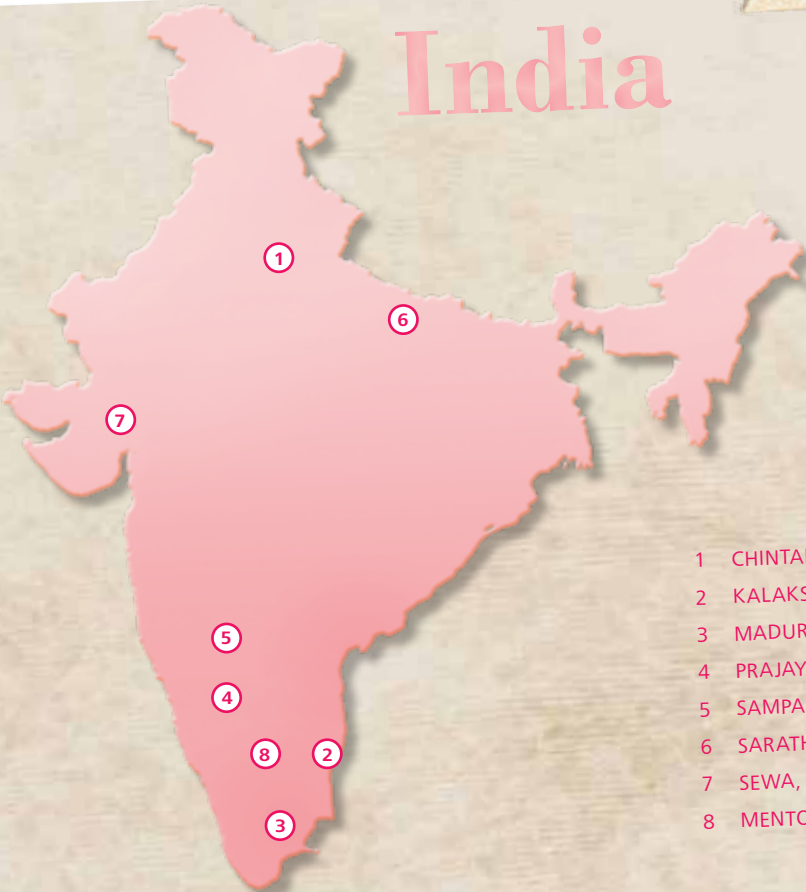 India
1
6
7
5
4
8 2
3
1 CHINTA
2 KALAKS
3 MADUR
4 PRAJAY
5 SAMPA
6 SARATH
7 SEWA,
8 MENTO